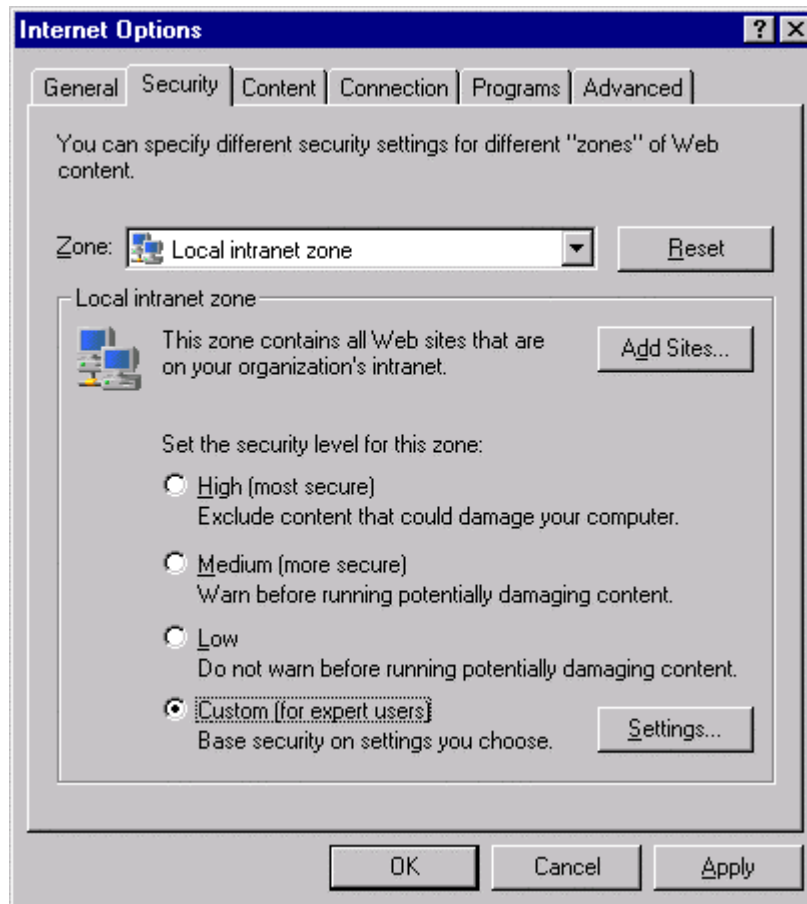 Internet Options
General Security Content Connection Programs Advanced
You can specify different security settings for different "zones" of Web
content.
Zone: Local intranet zone Reset
Local intranet zone
This zone contains all Web sites that are
on your organization's intranet.
Add Sites...
Set the security level for this zone:
High (most secure)
Exclude content that could damage your computer.
Medium (more secure)
Warn before running potentially damaging content.
Low
Do not warn before running potentially damaging content.
Custom (for expert users)
Base security on settings you choose.
Settings...
OK Cancel Apply